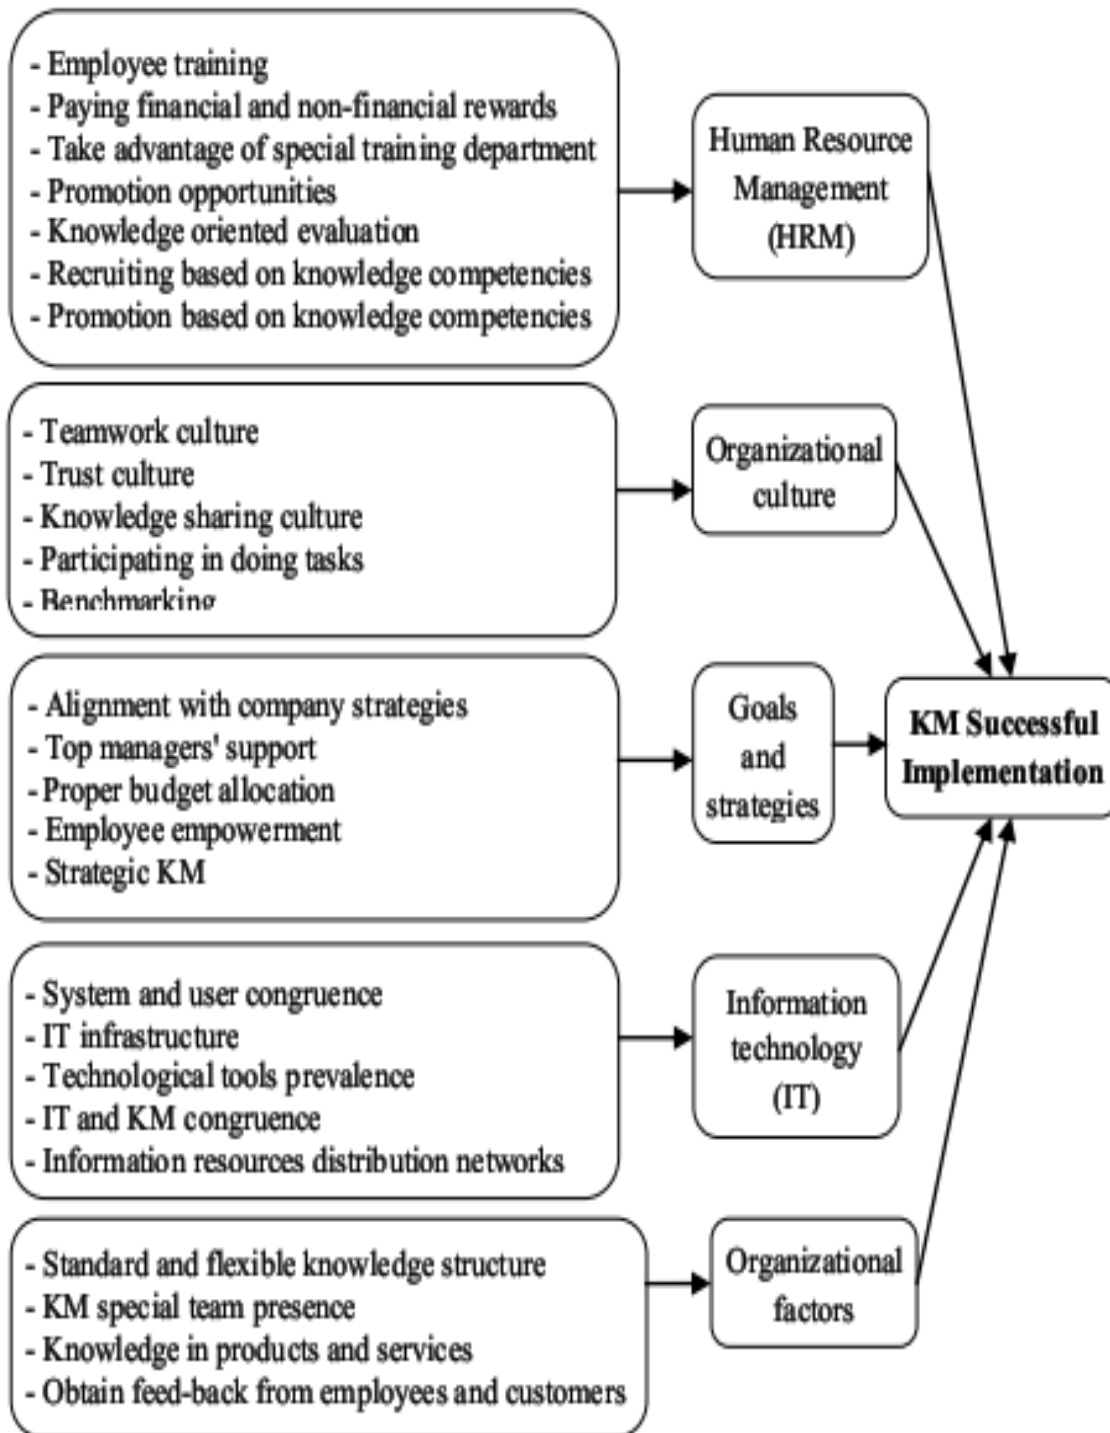 - Employee training
- Paying financial and non-financial rewards
- Take advantage of special training department
- Promotion opportunities
- Knowledge oriented evaluation
- Recruiting based on knowledge competencies
- Promotion based on knowledge competencies
Human Resource
Management
(HRM)
- Teamwork culture
- Trust culture
- Knowledge sharing culture
- Participating in doing tasks
- Benchmarking
Organizational
culture
- Alignment with company strategies
- Top managers' support
- Proper budget allocation
- Employee empowerment
- Strategic KM
Goals
and
strategies
KM Successful
Implementation
- System and user congruence
- IT infrastructure
- Technological tools prevalence
- IT and KM congruence
- Information resources distribution networks
Information
technology
(IT)
- Standard and flexible knowledge structure
- KM special team presence
- Knowledge in products and services
- Obtain feed-back from employees and customers
Organizational
factors